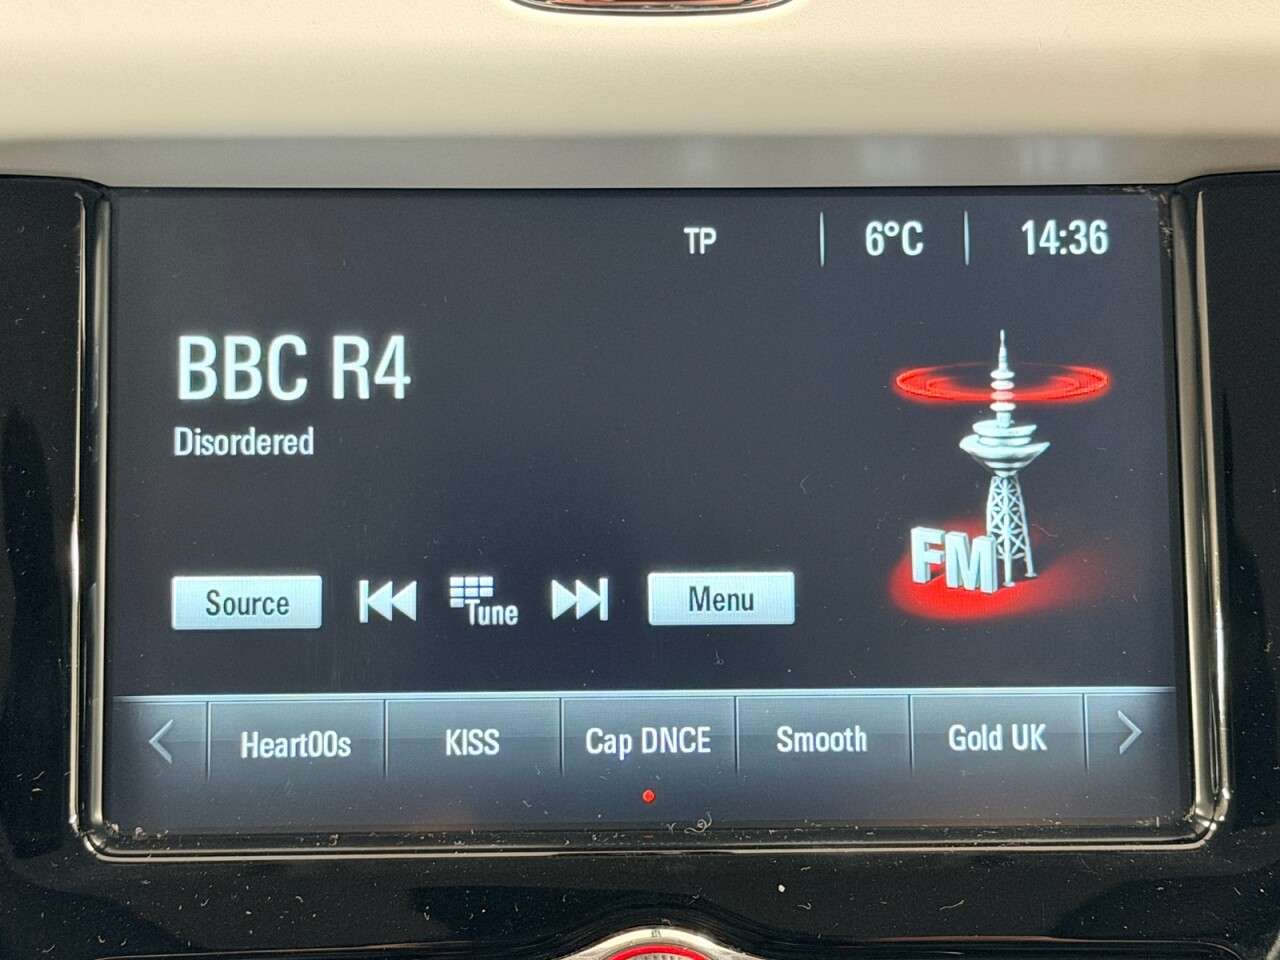 TP 6°C 14:36
BBC R4
Disordered
FM
Source Tune Menu
Heart00s KISS Cap DNCE Smooth Gold UK